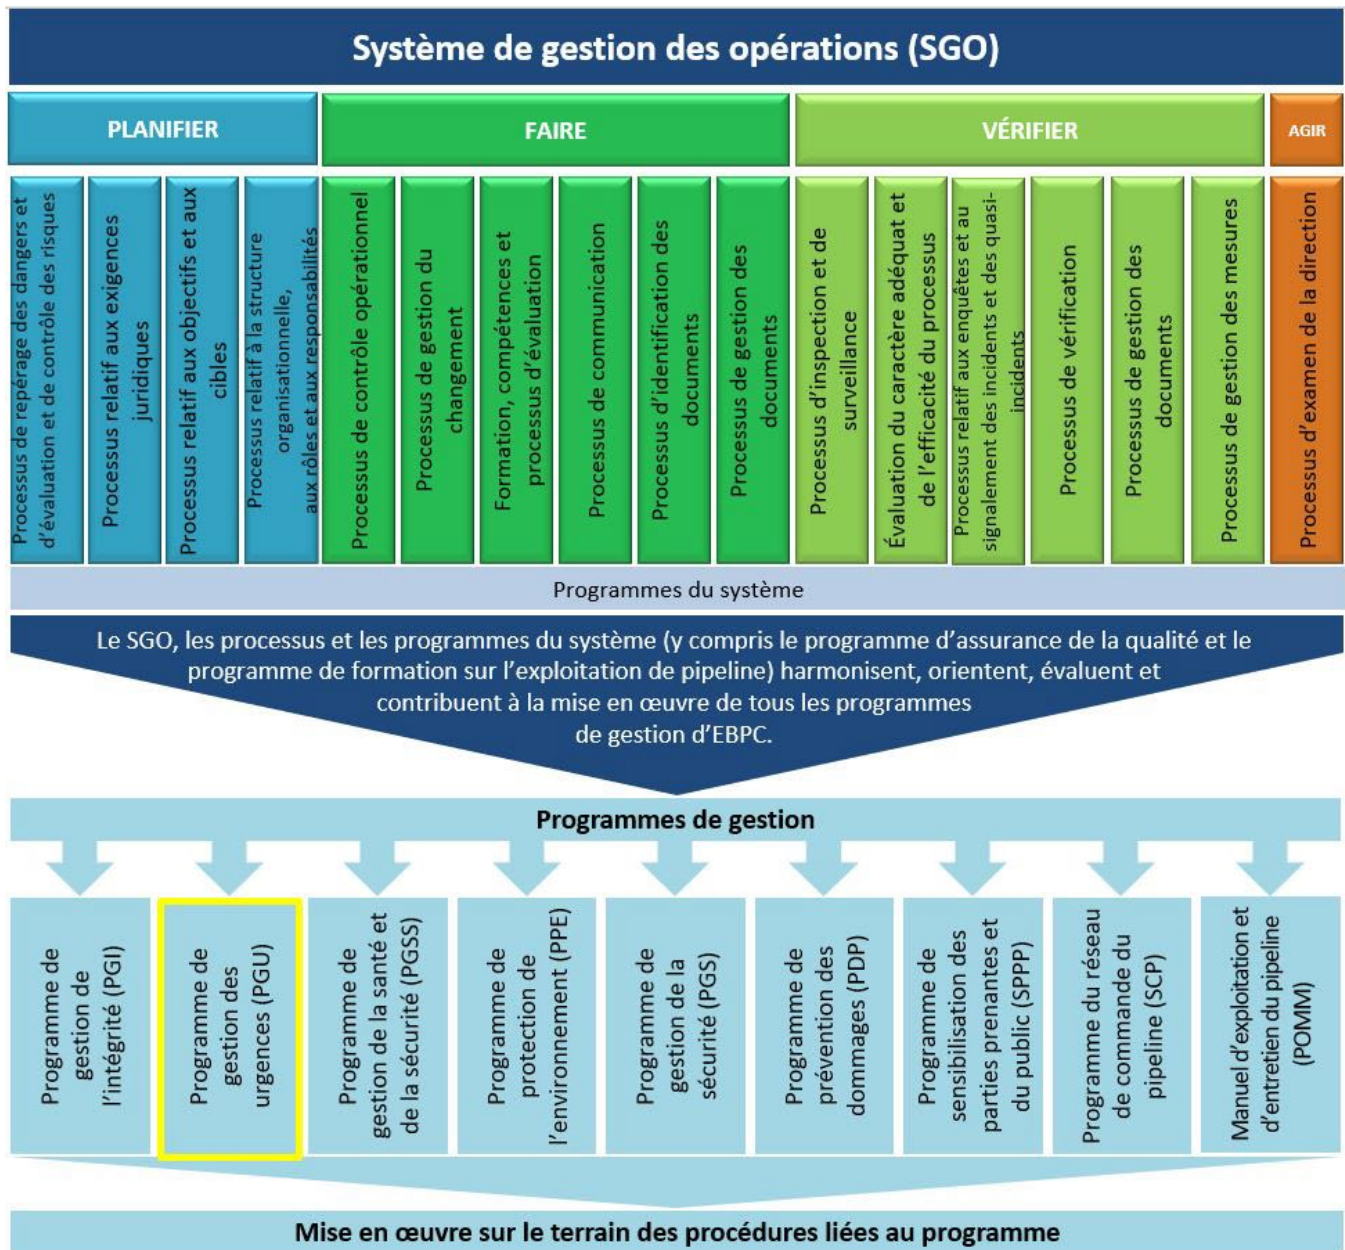 Système de gestion des opérations (SGO)
PLANIFIER
FAIRE
VÉRIFIER
AGIR
Processus de repérage des dangers et
d'évaluation et de contrôle des risques
Processus relatif aux exigences
juridiques
Processus relatif aux objectifs et aux
cibles
Processus relatif à la structure
organisationnelle,
aux rôles et aux responsabilités
Processus de contrôle opérationnel
Processus de gestion du
changement
Formation, compétences et
processus d'évaluation
Processus de communication
Processus d'identification des
documents
Processus de gestion des
documents
Processus d'inspection et de
surveillance
Évaluation du caractère adéquat et
de l'efficacité du processus
Processus relatif aux enquêtes et au
signalement des incidents et des quasi-
incidents
Processus de vérification
Processus de gestion des
documents
Processus de gestion des mesures
Processus d'examen de la direction
Programmes du système
Le SGO, les processus et les programmes du système (y compris le programme d'assurance de la qualité et le
programme de formation sur l'exploitation de pipeline) harmonisent, orientent, évaluent et
contribuent à la mise en œuvre de tous les programmes
de gestion d'EBPC.
Programmes de gestion
Programme de
gestion de
l'intégrité (PGI)
Programme de
gestion des
urgences (PGU)
Programme de
gestion de la santé et
de la sécurité (PGSS)
Programme de
protection de
l'environnement (PPE)
Programme de
gestion de la
sécurité (PGS)
Programme de
prévention des
dommages (PDP)
Programme de
sensibilisation des
parties prenantes et
du public (SPPP)
Programme du réseau
de commande du
pipeline (SCP)
Manuel d'exploitation et
d'entretien du pipeline
(POMM)
Mise en œuvre sur le terrain des procédures liées au programme